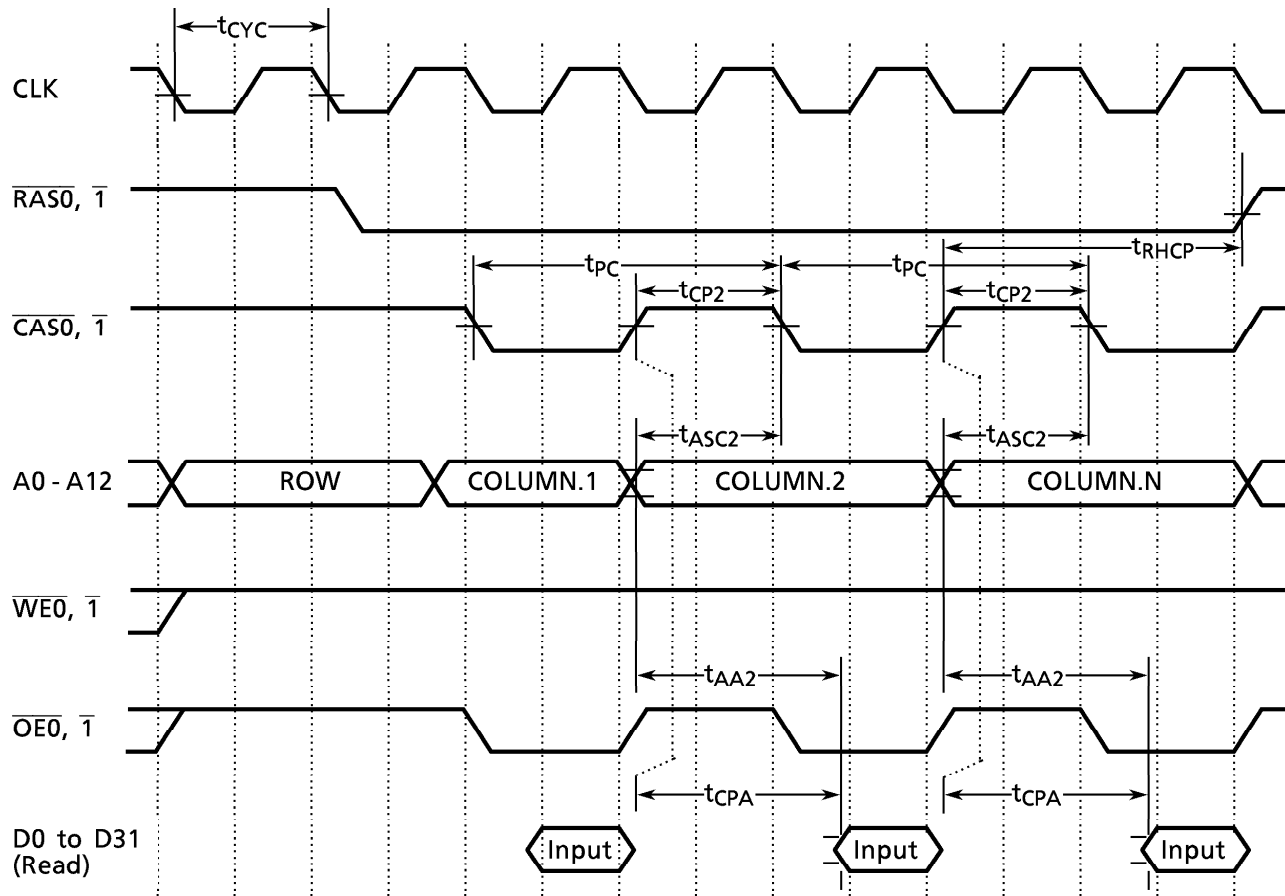 tCYC
CLK
RAS0, 1
tRHCP
tPC tPC
tCP2 tCP2
CAS0, 1
tASC2 tASC2
A0 - A12 ROW COLUMN.1 COLUMN.2 COLUMN.N
WE0, 1
tAA2 tAA2
OE0, 1
tCPA tCPA
D0 to D31
(Read)
Input Input Input